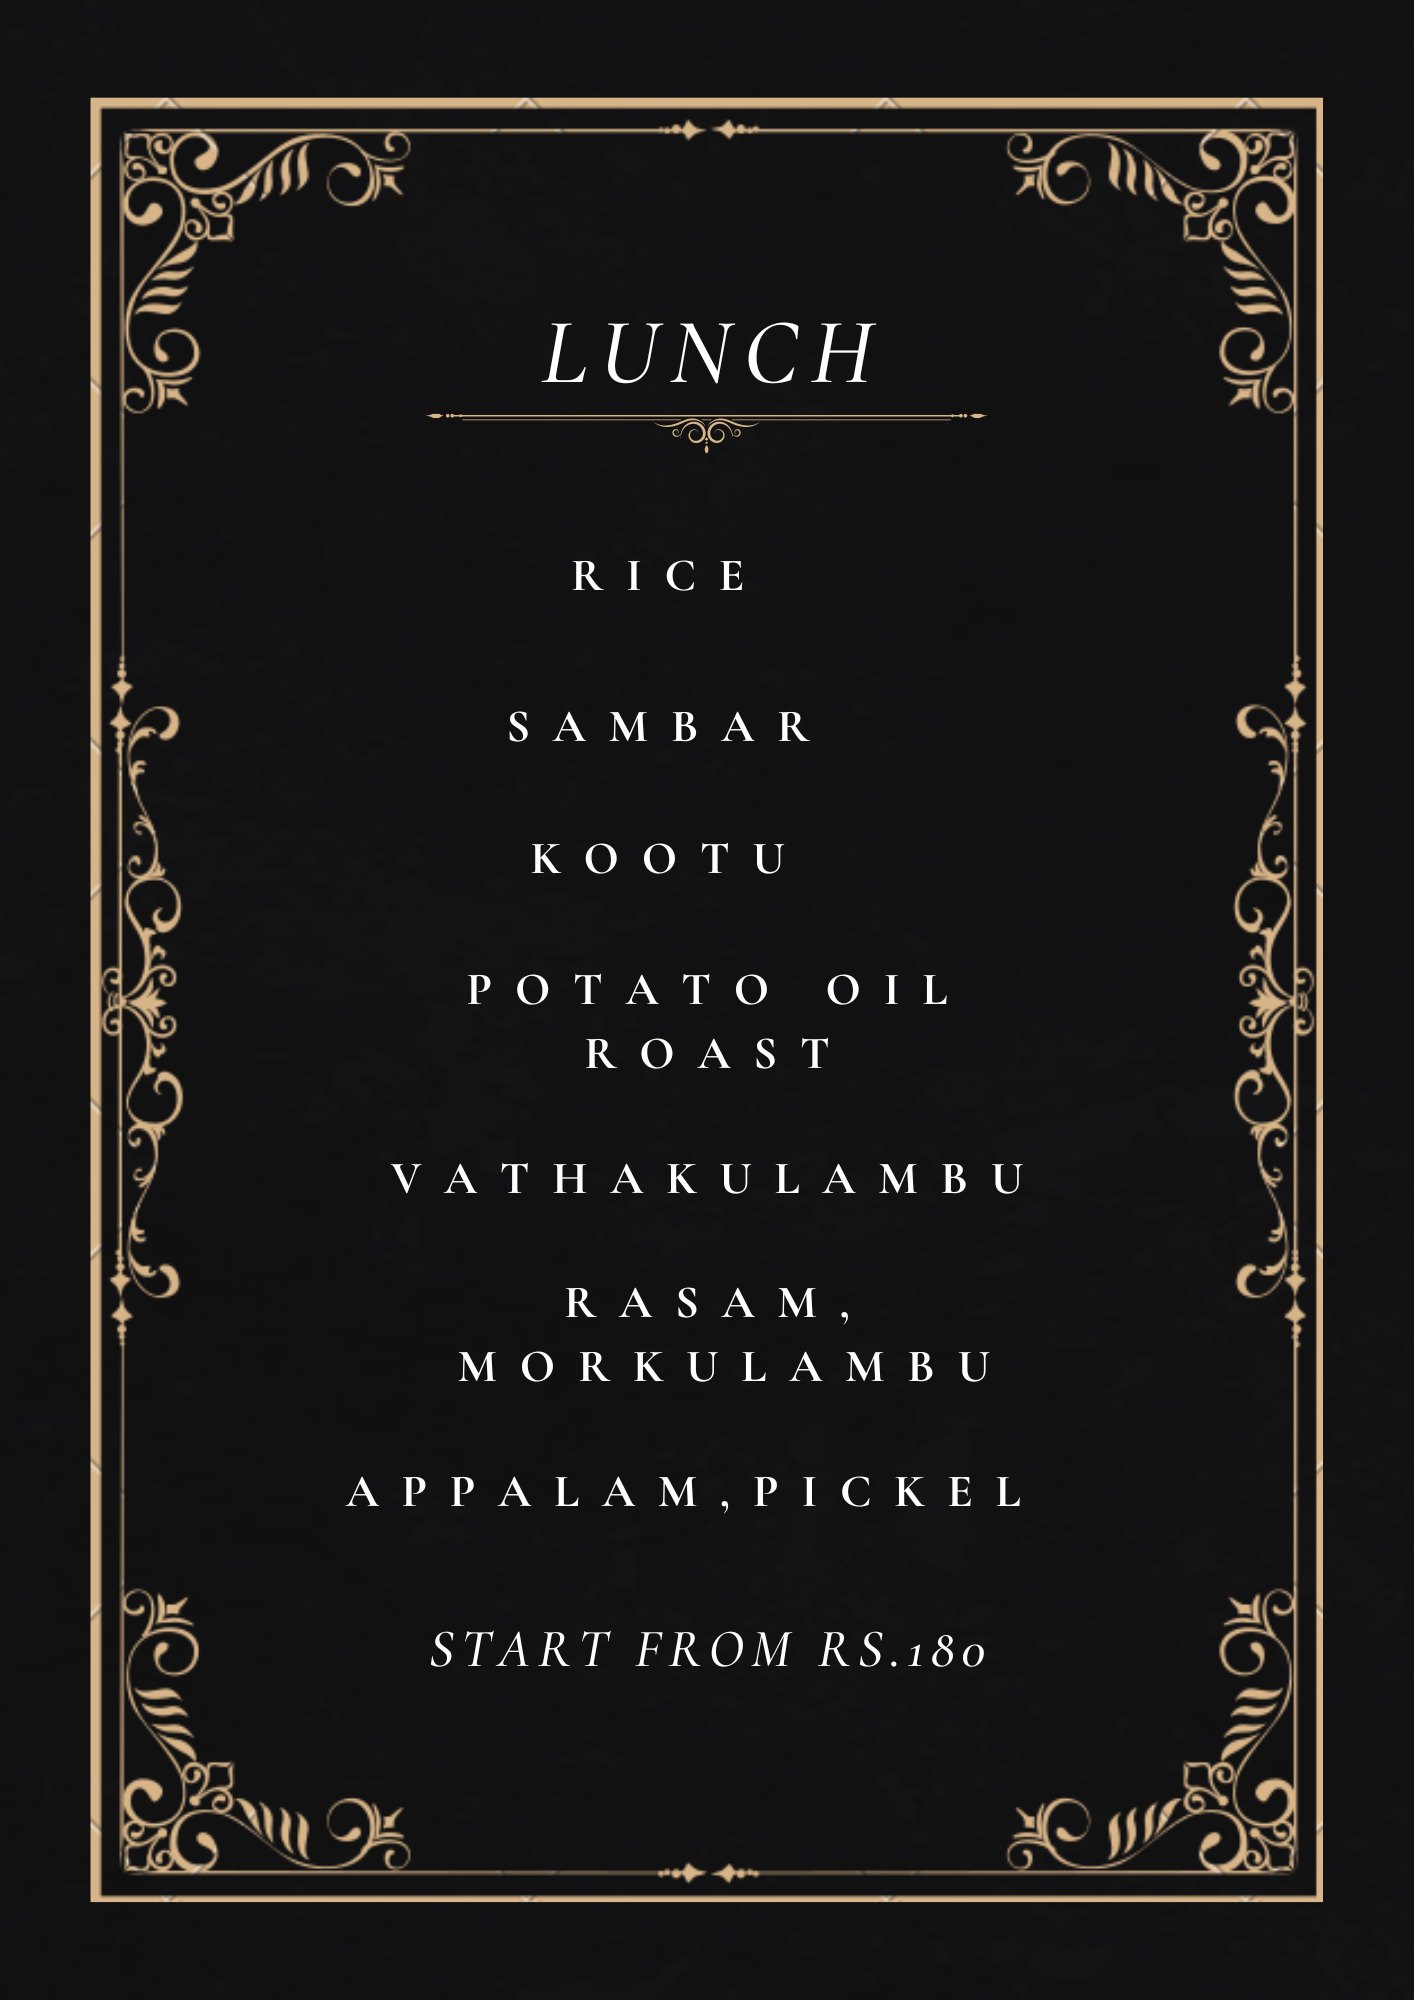 LUNCH
RICE
SAMBAR
KOOTU
POTATO OIL
ROAST
VATHAKULAMBU
RASAM,
MORKULAMBU
APPALAM,PICKEL
START FROM RS.180